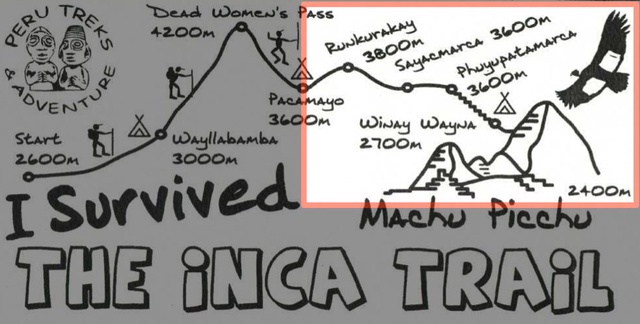 PERU TREKS
& ADVENTURE
Dead Women's Pass
4200m
Runkurakay
3800m
Sayacmarca 3600m
Phuyupatamarca
3600m
Pacamayo
3600m
Start
2600m
Wayllabamba
3000m
Winay Wayna
2700m
2400m
I Survived
Machu Picchu
THE INCA TRAIL